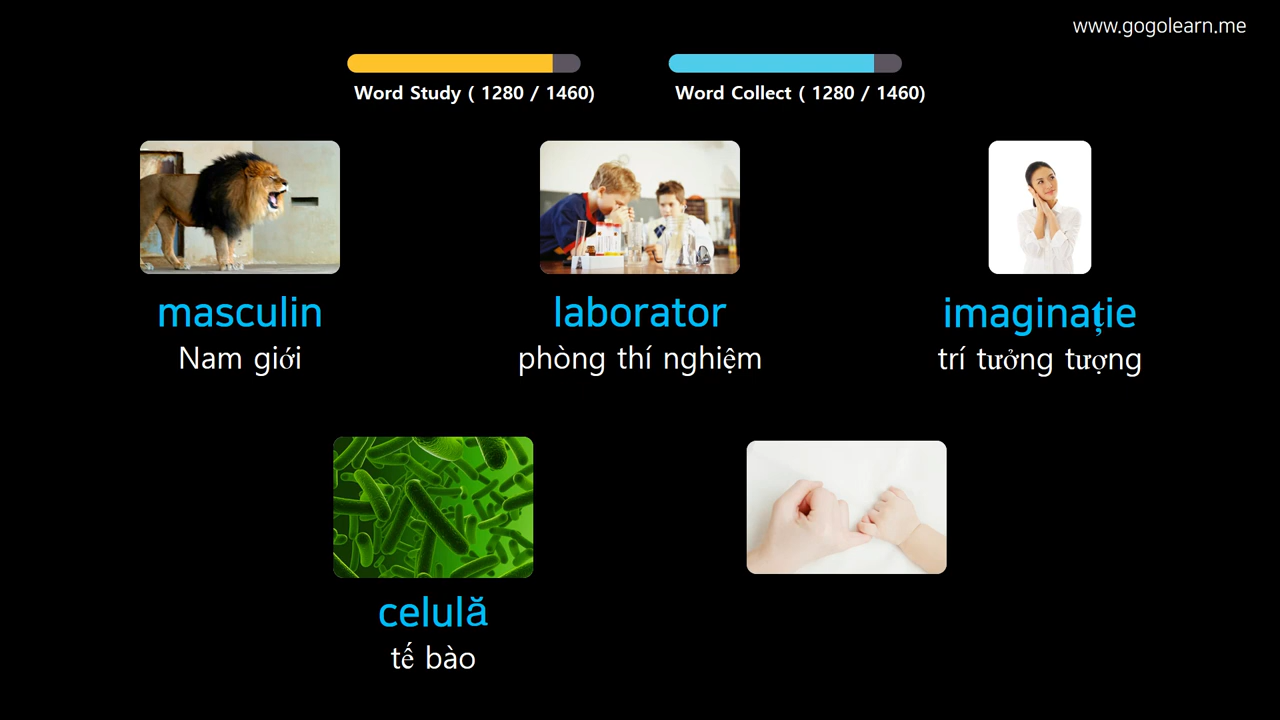 www.gogolearn.me
Word Study ( 1280 / 1460)
Word Collect ( 1280 / 1460)
masculin
Nam giới
laborator
phòng thí nghiệm
imaginație
trí tưởng tượng
celulă
tế bào